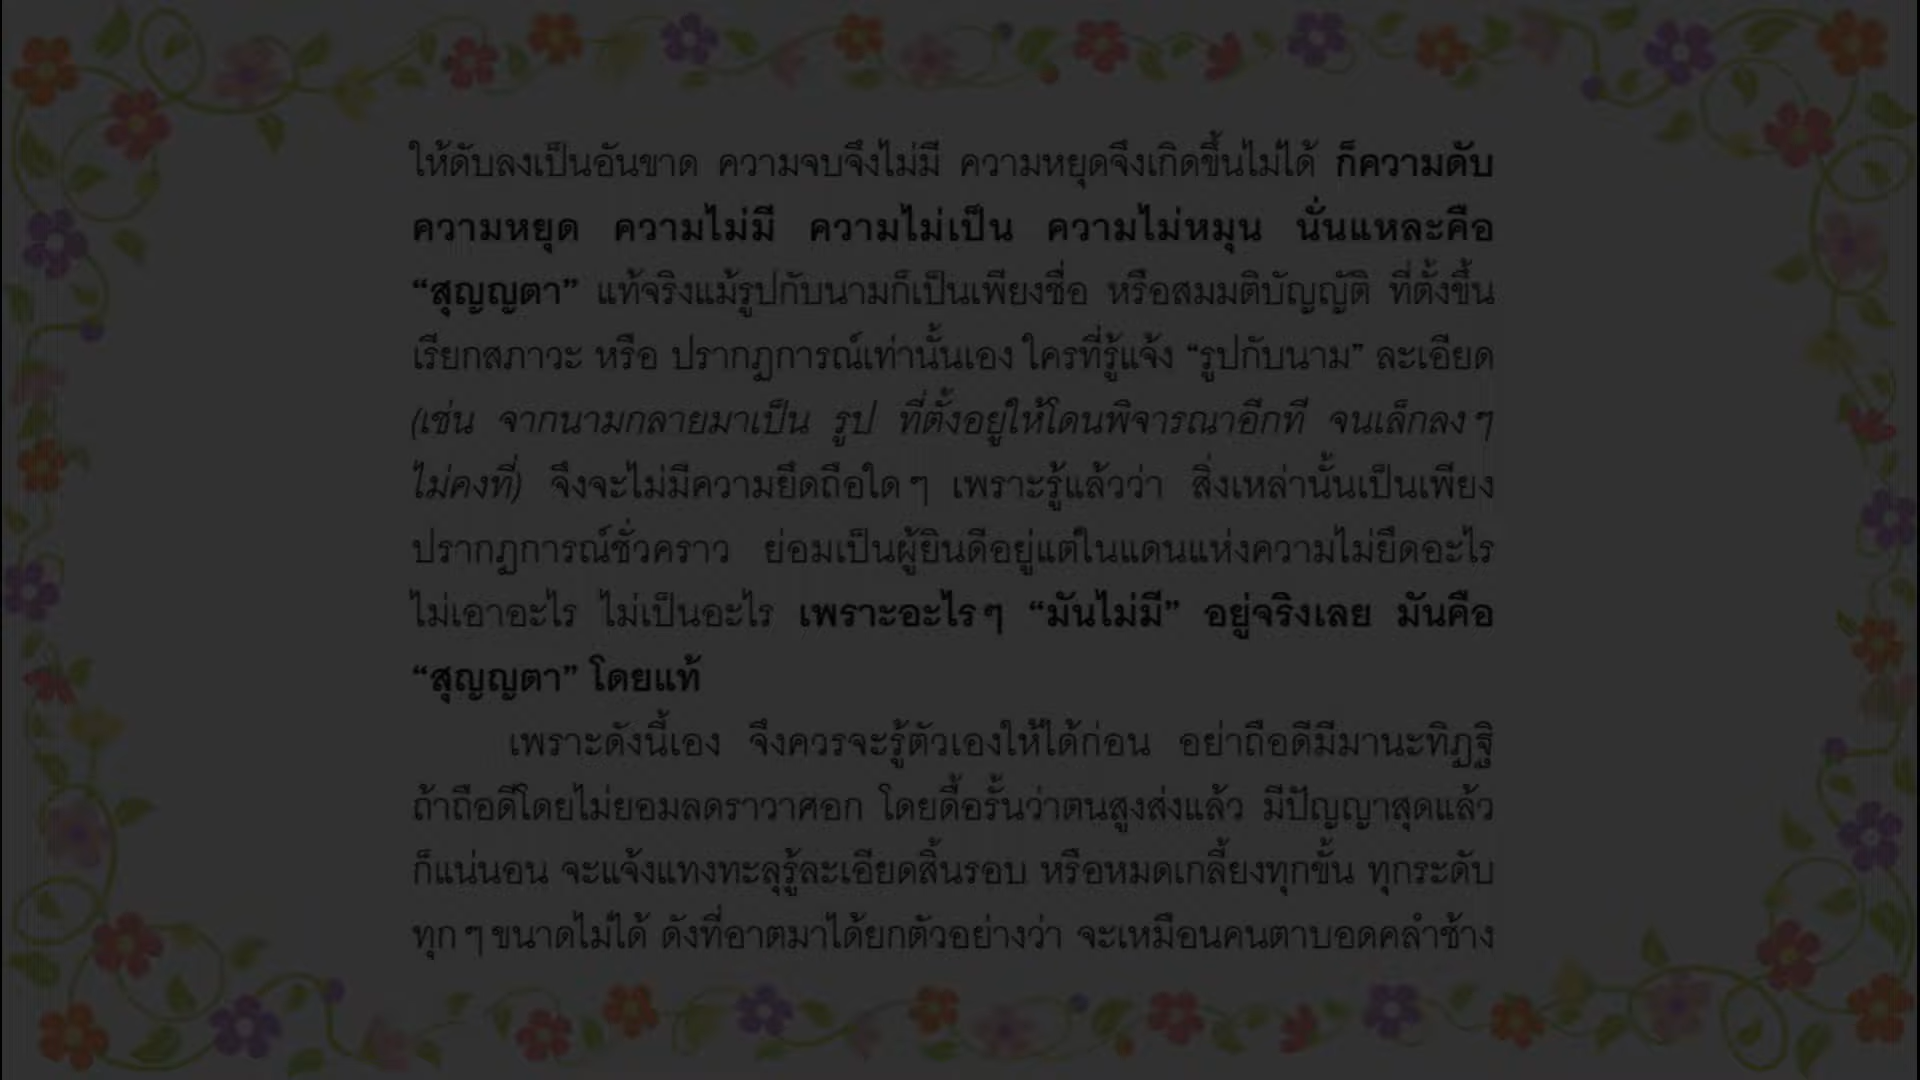 ให้ดับลงเป็นอันขาด ความจบจึงไม่มี ความหยุดจึงเกิดขึ้นไม่ได้ ก็ความดับ
ความหยุด ความไม่มี ความไม่เป็น ความไม่หมุน นั่นแหละคือ
“สุญญตา” แท้จริงแม้รูปกับนามก็เป็นเพียงชื่อ หรือสมมติบัญญัติ ที่ตั้งขึ้น
เรียกสภาวะ หรือ ปรากฏการณ์เท่านั้นเอง ใครที่รู้แจ้ง “รูปกับนาม” ละเอียด
(เช่น จากนามกลายมาเป็น รูป ที่ตั้งอยู่ให้โดนพิจารณาอีกที จนเล็กลงๆ
ไม่คงที่) จึงจะไม่มีความยึดถือใดๆ เพราะรู้แล้วว่า สิ่งเหล่านั้นเป็นเพียง
ปรากฏการณ์ชั่วคราว ย่อมเป็นผู้ยินดีอยู่แต่ในแดนแห่งความไม่ยึดอะไร
ไม่เอาอะไร ไม่เป็นอะไร เพราะอะไรๆ “มันไม่มี” อยู่จริงเลย มันคือ
“สุญญตา” โดยแท้
เพราะดังนี้เอง จึงควรจะรู้ตัวเองให้ได้ก่อน อย่าถือดีมีมานะทิฏฐิ
ถ้าถือดีโดยไม่ยอมลดราวาศอก โดยดื้อรั้นว่าตนสูงส่งแล้ว มีปัญญาสุดแล้ว
ก็แน่นอน จะแจ้งแทงทะลุรู้ละเอียดสิ้นรอบ หรือหมดเกลี้ยงทุกขั้น ทุกระดับ
ทุกๆ ขนาดไม่ได้ ดังที่อาตมาได้ยกตัวอย่างว่า จะเหมือนคนตาบอดคลำช้าง